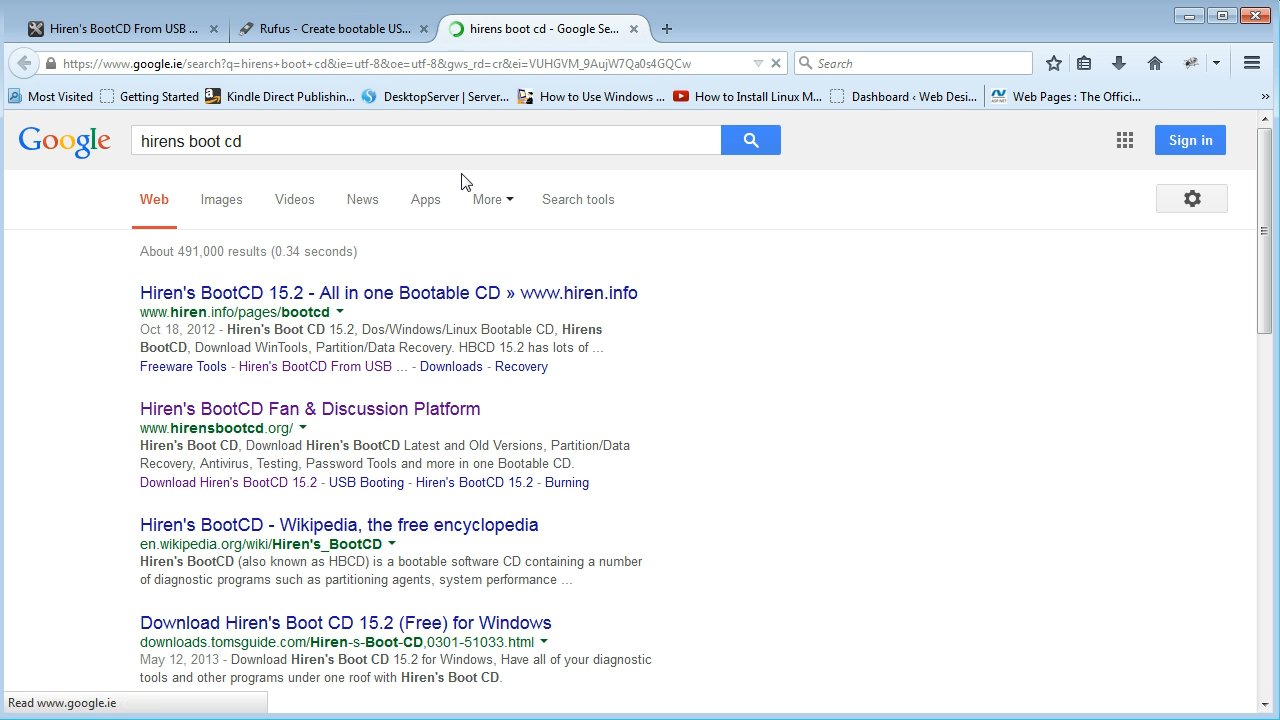 Hiren's BootCD From USB ...
Rufus - Create bootable US...
hirens boot cd - Google Se...
https://www.google.ie/search?q=hirens+boot+cd&ie=utf-8&oe=utf-8&gws_rd=cr&ei=VUHGVM_9AujW7Qa0s4GQCw
Search
Most Visited
Getting Started
Kindle Direct Publishin...
DesktopServer | Server...
How to Use Windows ...
How to Install Linux M...
Dashboard ‹ Web Desi...
Web Pages : The Offici...
»
Google
hirens boot cd
Sign in
Web
Images
Videos
News
Apps
More
Search tools
About 491,000 results (0.34 seconds)
Hiren's BootCD 15.2 - All in one Bootable CD » www.hiren.info
www.hiren.info/pages/bootcd
Oct 18, 2012 - Hiren's Boot CD 15.2, Dos/Windows/Linux Bootable CD, Hirens
BootCD, Download WinTools, Partition/Data Recovery. HBCD 15.2 has lots of ...
Freeware Tools - Hiren's BootCD From USB ... - Downloads - Recovery
Hiren's BootCD Fan & Discussion Platform
www.hirensbootcd.org/
Hiren's Boot CD, Download Hiren's BootCD Latest and Old Versions, Partition/Data
Recovery, Antivirus, Testing, Password Tools and more in one Bootable CD.
Download Hiren's BootCD 15.2 - USB Booting - Hiren's BootCD 15.2 - Burning
Hiren's BootCD - Wikipedia, the free encyclopedia
en.wikipedia.org/wiki/Hiren's_BootCD
Hiren's BootCD (also known as HBCD) is a bootable software CD containing a number
of diagnostic programs such as partitioning agents, system performance ...
Download Hiren's Boot CD 15.2 (Free) for Windows
downloads.tomsguide.com/Hiren-s-Boot-CD,0301-51033.html
May 12, 2013 - Download Hiren's Boot CD 15.2 for Windows, Have all of your diagnostic
tools and other programs under one roof with Hiren's Boot CD.
Read www.google.ie